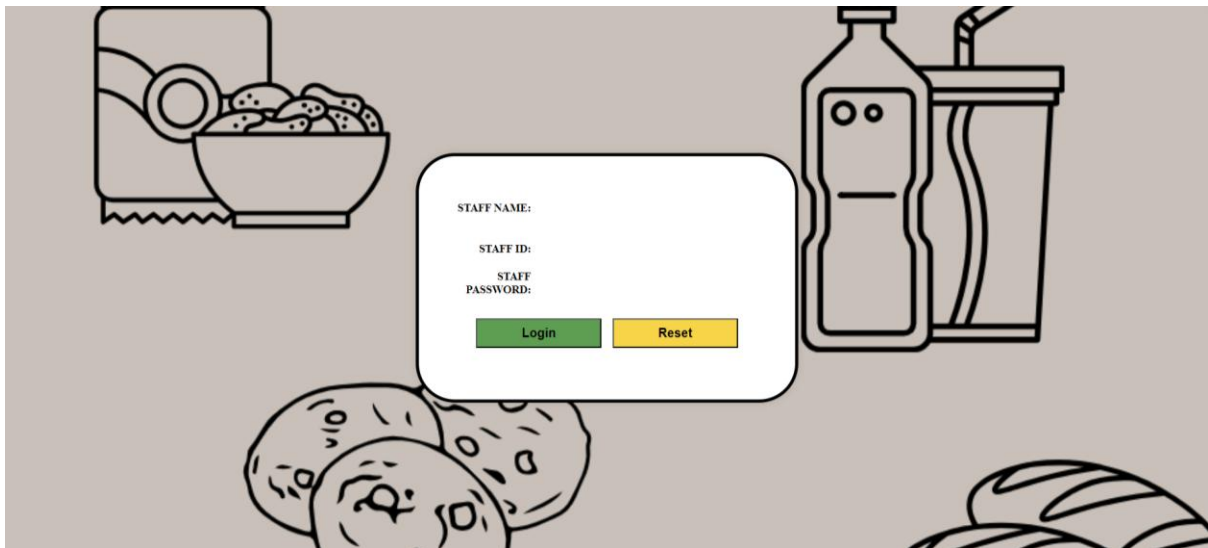 STAFF NAME:
STAFF ID:
STAFF
PASSWORD:
Login Reset